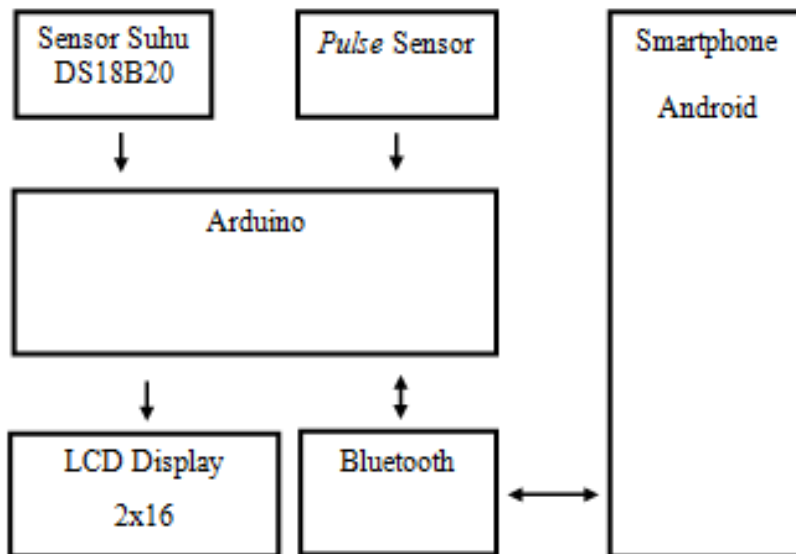 Sensor Suhu
DS18B20
Pulse Sensor
Smartphone
Android
Arduino
LCD Display
2x16
Bluetooth